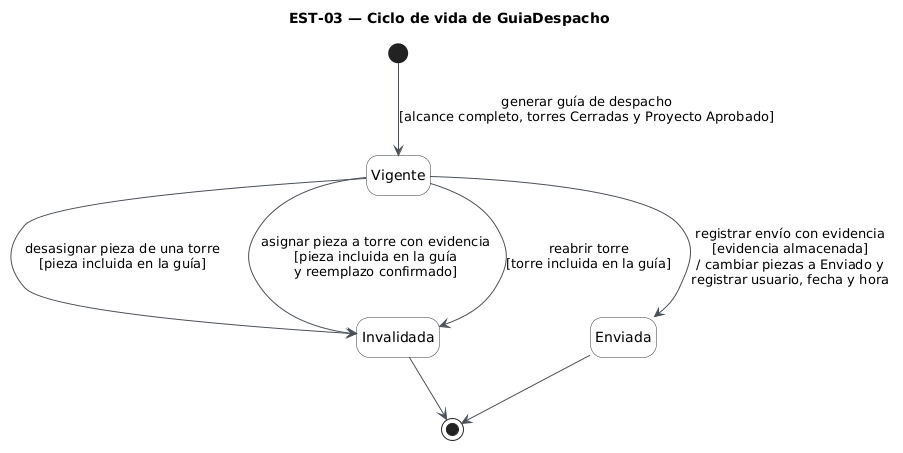 EST-03 — Ciclo de vida de GuiaDespacho
generar guía de despacho
[alcance completo, torres Cerradas y Proyecto Aprobado]
Vigente
desasignar pieza de una torre
[pieza incluida en la guía]
asignar pieza a torre con evidencia
[pieza incluida en la guía
y reemplazo confirmado]
reabrir torre
[torre incluida en la guía]
registrar envío con evidencia
[evidencia almacenada]
/ cambiar piezas a Enviado y
registrar usuario, fecha y hora
Invalidada
Enviada